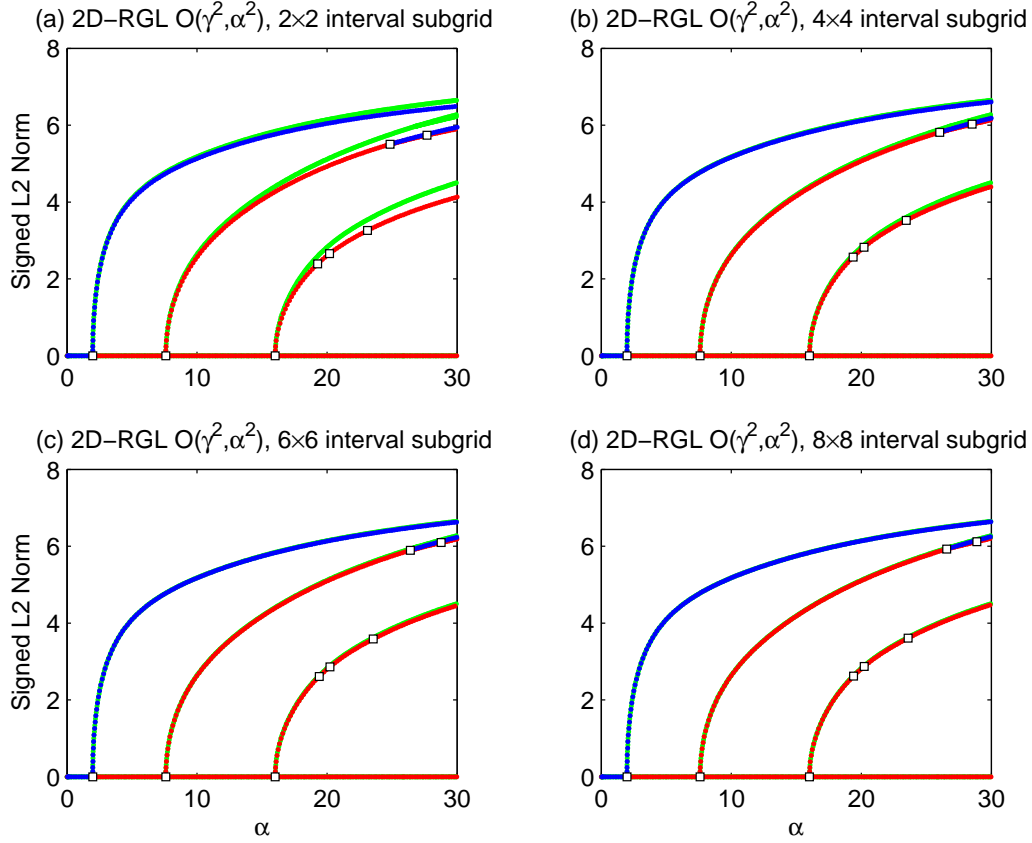 (a) 2D−RGL O(γ²,α²), 2×2 interval subgrid
8
6
4
2
0
Signed L2 Norm
0 10 20 30
(b) 2D−RGL O(γ²,α²), 4×4 interval subgrid
8
6
4
2
0
0 10 20 30
(c) 2D−RGL O(γ²,α²), 6×6 interval subgrid
8
6
4
2
0
Signed L2 Norm
0 10 20 30
α
(d) 2D−RGL O(γ²,α²), 8×8 interval subgrid
8
6
4
2
0
0 10 20 30
α